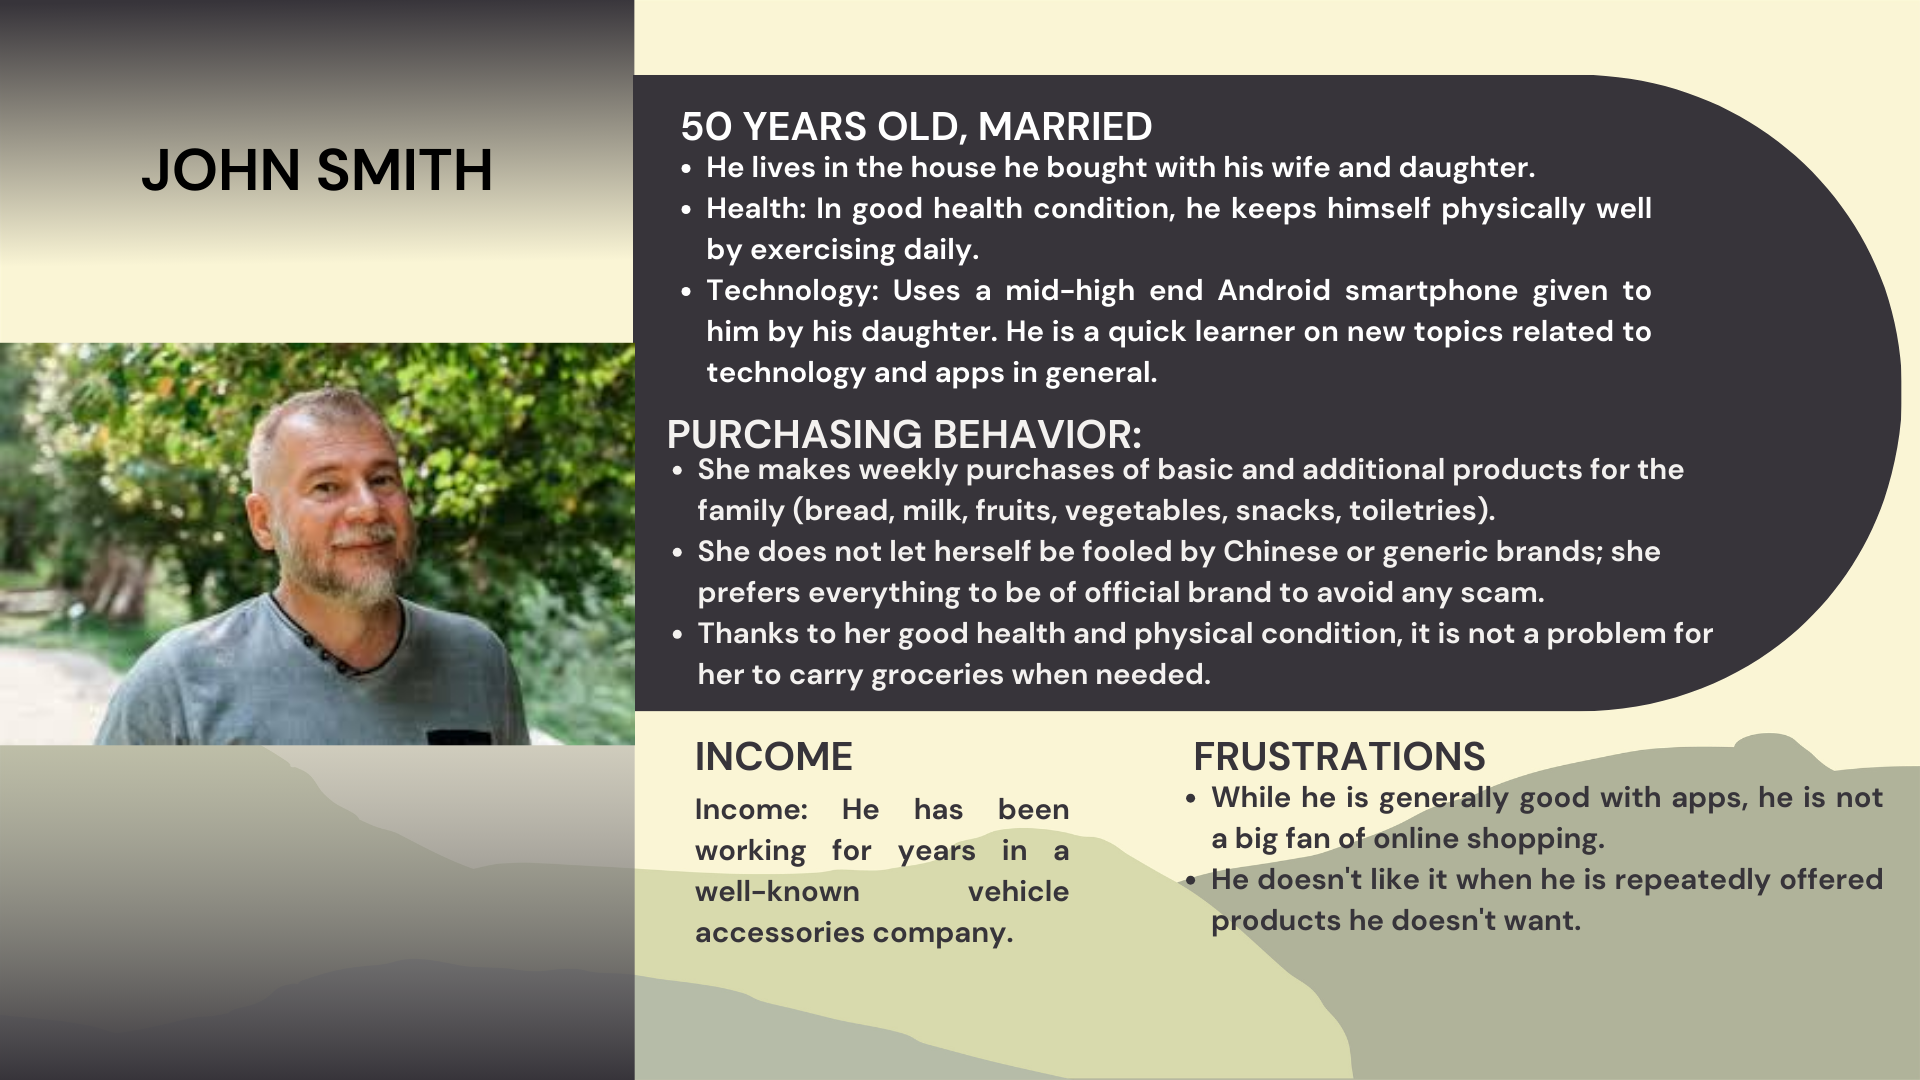 JOHN SMITH
50 YEARS OLD, MARRIED
• He lives in the house he bought with his wife and daughter.
• Health: In good health condition, he keeps himself physically well
by exercising daily.
• Technology: Uses a mid-high end Android smartphone given to
him by his daughter. He is a quick learner on new topics related to
technology and apps in general.
PURCHASING BEHAVIOR:
• She makes weekly purchases of basic and additional products for the
family (bread, milk, fruits, vegetables, snacks, toiletries).
• She does not let herself be fooled by Chinese or generic brands; she
prefers everything to be of official brand to avoid any scam.
• Thanks to her good health and physical condition, it is not a problem for
her to carry groceries when needed.
INCOME
Income: He has been
working for years in a
well-known vehicle
accessories company.
FRUSTRATIONS
• While he is generally good with apps, he is not
a big fan of online shopping.
• He doesn't like it when he is repeatedly offered
products he doesn't want.